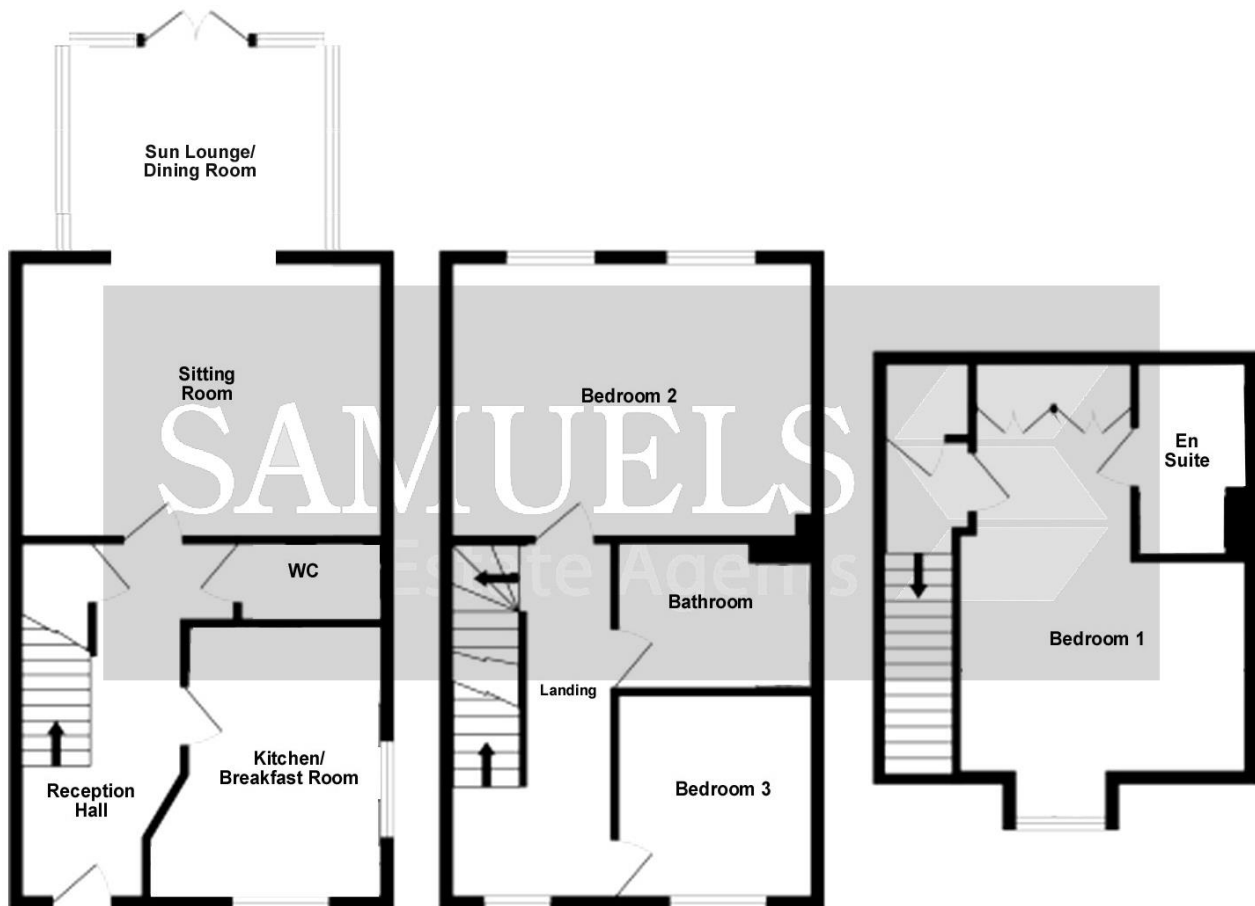 Sun Lounge/
Dining Room
Sitting
Room
WC
Kitchen/
Breakfast Room
Reception
Hall
Bedroom 2
Bathroom
Landing
Bedroom 3
En
Suite
Bedroom 1
SAMUELS
Estate Agents